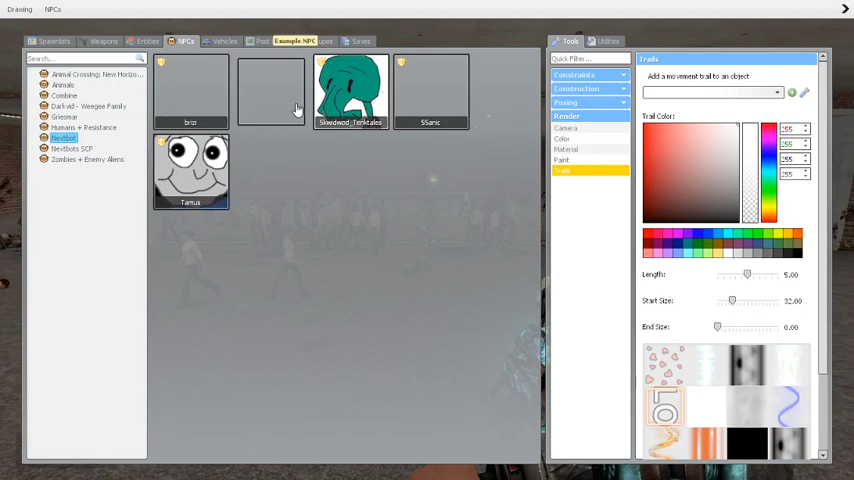 Drawing NPCs
Spawnlists Weapons Entities NPCs Vehicles Post Example NPC Saves
Tools Utilities
Search...
Animal Crossing: New Horizo...
Animals
Combine
Darkvid - Weegee Family
Griesmar
Humans + Resistance
Nextbot
Nextbots SCP
Zombies + Enemy Aliens
brizi
Skwidwod_Tenktales
SSanic
Tamus
Quick Filter...
Constraints
Construction
Posing
Render
Camera
Color
Material
Paint
Trails
Trails
Add a movement trail to an object
Trail Color:
255
255
255
255
Length: 5.00
Start Size: 32.00
End Size: 0.00